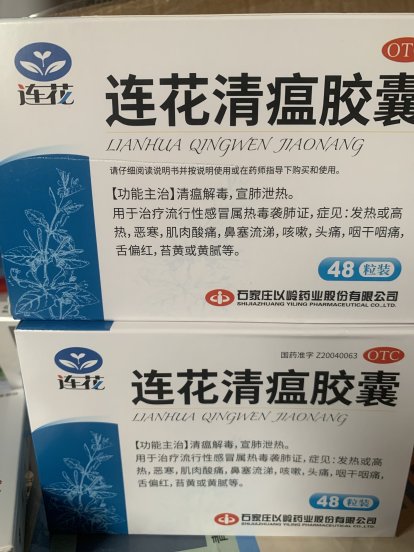 OTC
连花
连花清瘟胶囊
LIANHUA QINGWEN JIAONANG
请仔细阅读说明书并按说明使用或在药师指导下购买和使用。
【功能主治】清瘟解毒，宣肺泄热。
用于治疗流行性感冒属热毒袭肺证，症见：发热或高
热，恶寒，肌肉酸痛，鼻塞流涕，咳嗽，头痛，咽干咽痛，
舌偏红，苔黄或黄腻等。
48粒装
石家庄以岭药业股份有限公司
SHIJIAZHUANG YILING PHARMACEUTICAL CO.,LTD.
国药准字 Z20040063 OTC
连花
连花清瘟胶囊
LIANHUA QINGWEN JIAONANG
【功能主治】清瘟解毒，宣肺泄热。
用于治疗流行性感冒属热毒袭肺证，症见：发热或高
热，恶寒，肌肉酸痛，鼻塞流涕，咳嗽，头痛，咽干咽痛，
舌偏红，苔黄或黄腻等。
48粒装
石家庄以岭药业股份有限公司
SHIJIAZHUANG YILING PHARMACEUTICAL CO.,LTD.